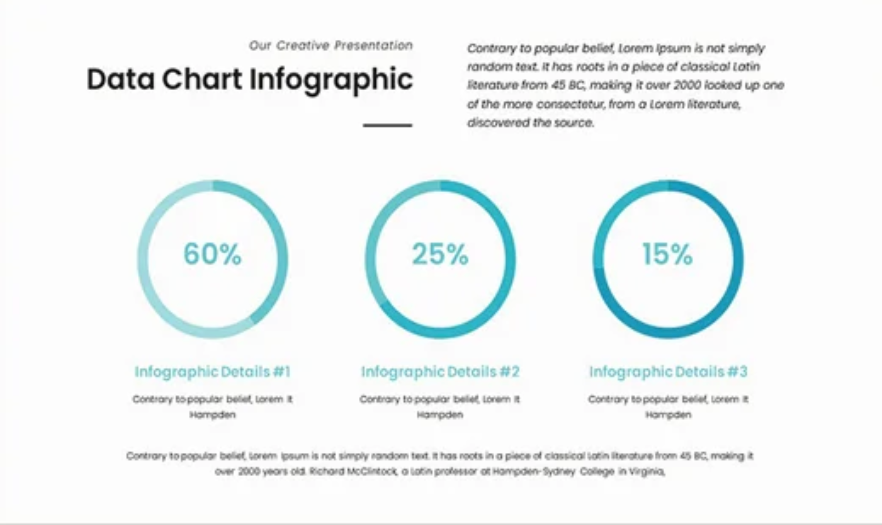 Our Creative Presentation
Data Chart Infographic
Contrary to popular belief, Lorem Ipsum is not simply
random text. It has roots in a piece of classical Latin
literature from 45 BC, making it over 2000 looked up one
of the more consectetur, from a Lorem literature,
discovered the source.
60%
25%
15%
Infographic Details #1
Infographic Details #2
Infographic Details #3
Contrary to popular belief, Lorem It
Hampden
Contrary to popular belief, Lorem It
Hampden
Contrary to popular belief, Lorem It
Hampden
Contrary to popular belief, Lorem Ipsum is not simply random text. It has roots in a piece of classical Latin literature from 45 BC, making it
over 2000 years old. Richard McClintock, a Latin professor at Hampden-Sydney College in Virginia,